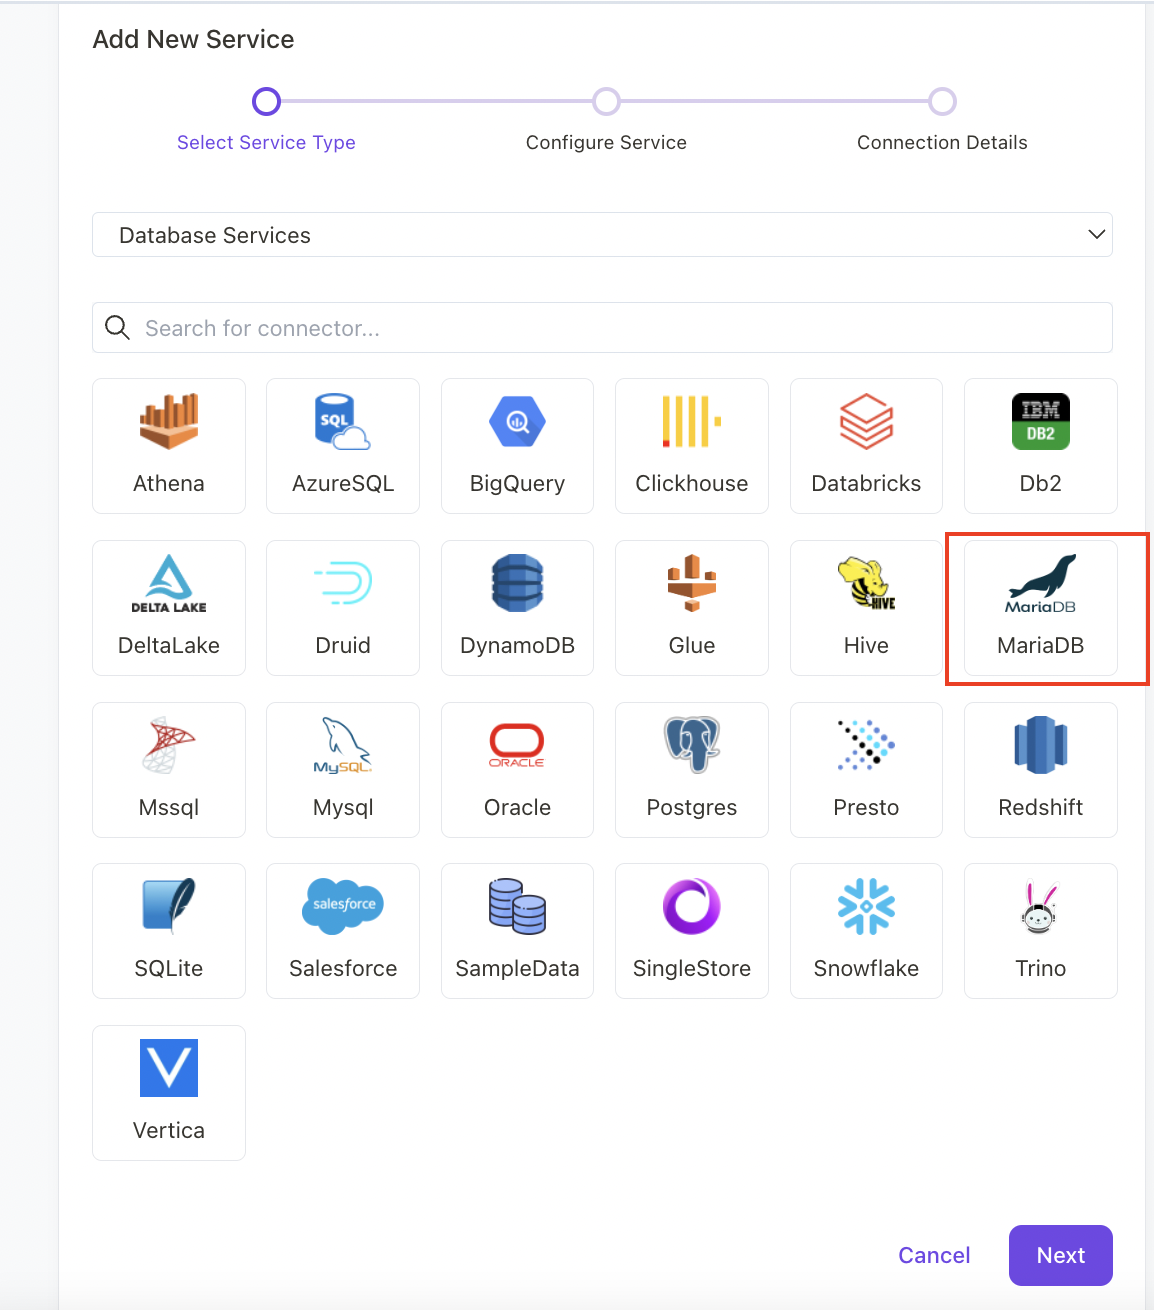 Add New Service
Select Service Type
Configure Service
Connection Details
Database Services
Search for connector...
SQL
IBM
DB2
Athena
AzureSQL
BigQuery
Clickhouse
Databricks
Db2
DELTA LAKE
HIVE
MariaDB
DeltaLake
Druid
DynamoDB
Glue
Hive
MariaDB
MySQL
ORACLE
Mssql
Mysql
Oracle
Postgres
Presto
Redshift
salesforce
SQLite
Salesforce
SampleData
SingleStore
Snowflake
Trino
V
Vertica
Cancel
Next